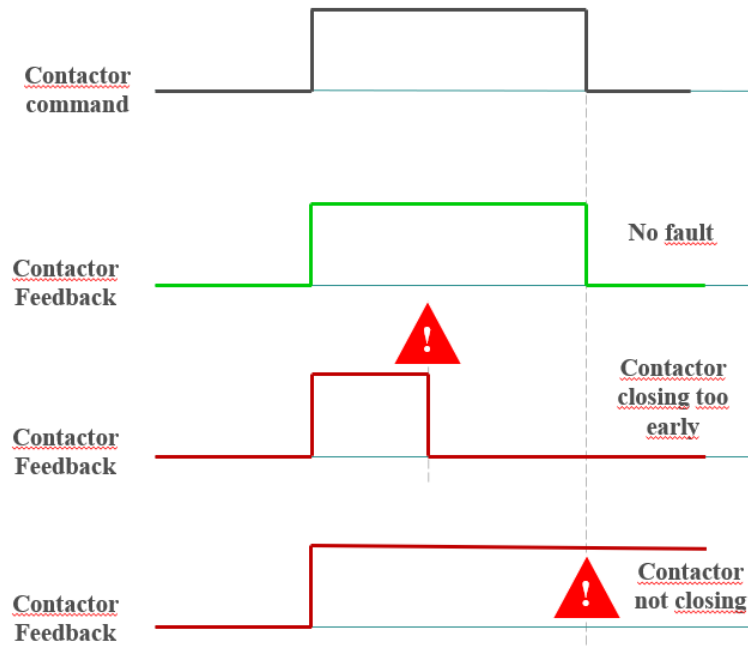 Contactor
command
No fault
Contactor
Feedback
!
Contactor
closing too
early
Contactor
Feedback
!
Contactor
not closing
Contactor
Feedback